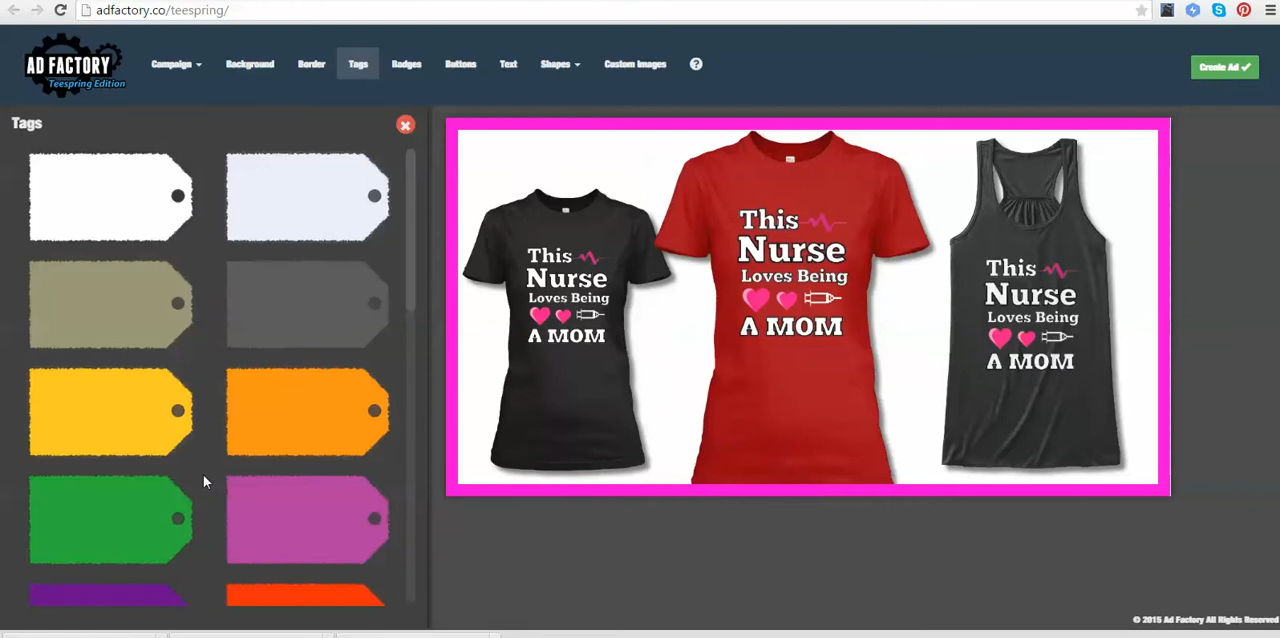 adfactory.co/teespring/
AD FACTORY
Teespring Edition
Campaign Background Border Tags Badges Buttons Text Shapes Custom Images ?
Create Ad
Tags
This
Nurse
Loves Being
A MOM
This
Nurse
Loves Being
A MOM
This
Nurse
Loves Being
A MOM
© 2015 Ad Factory All Rights Reserved